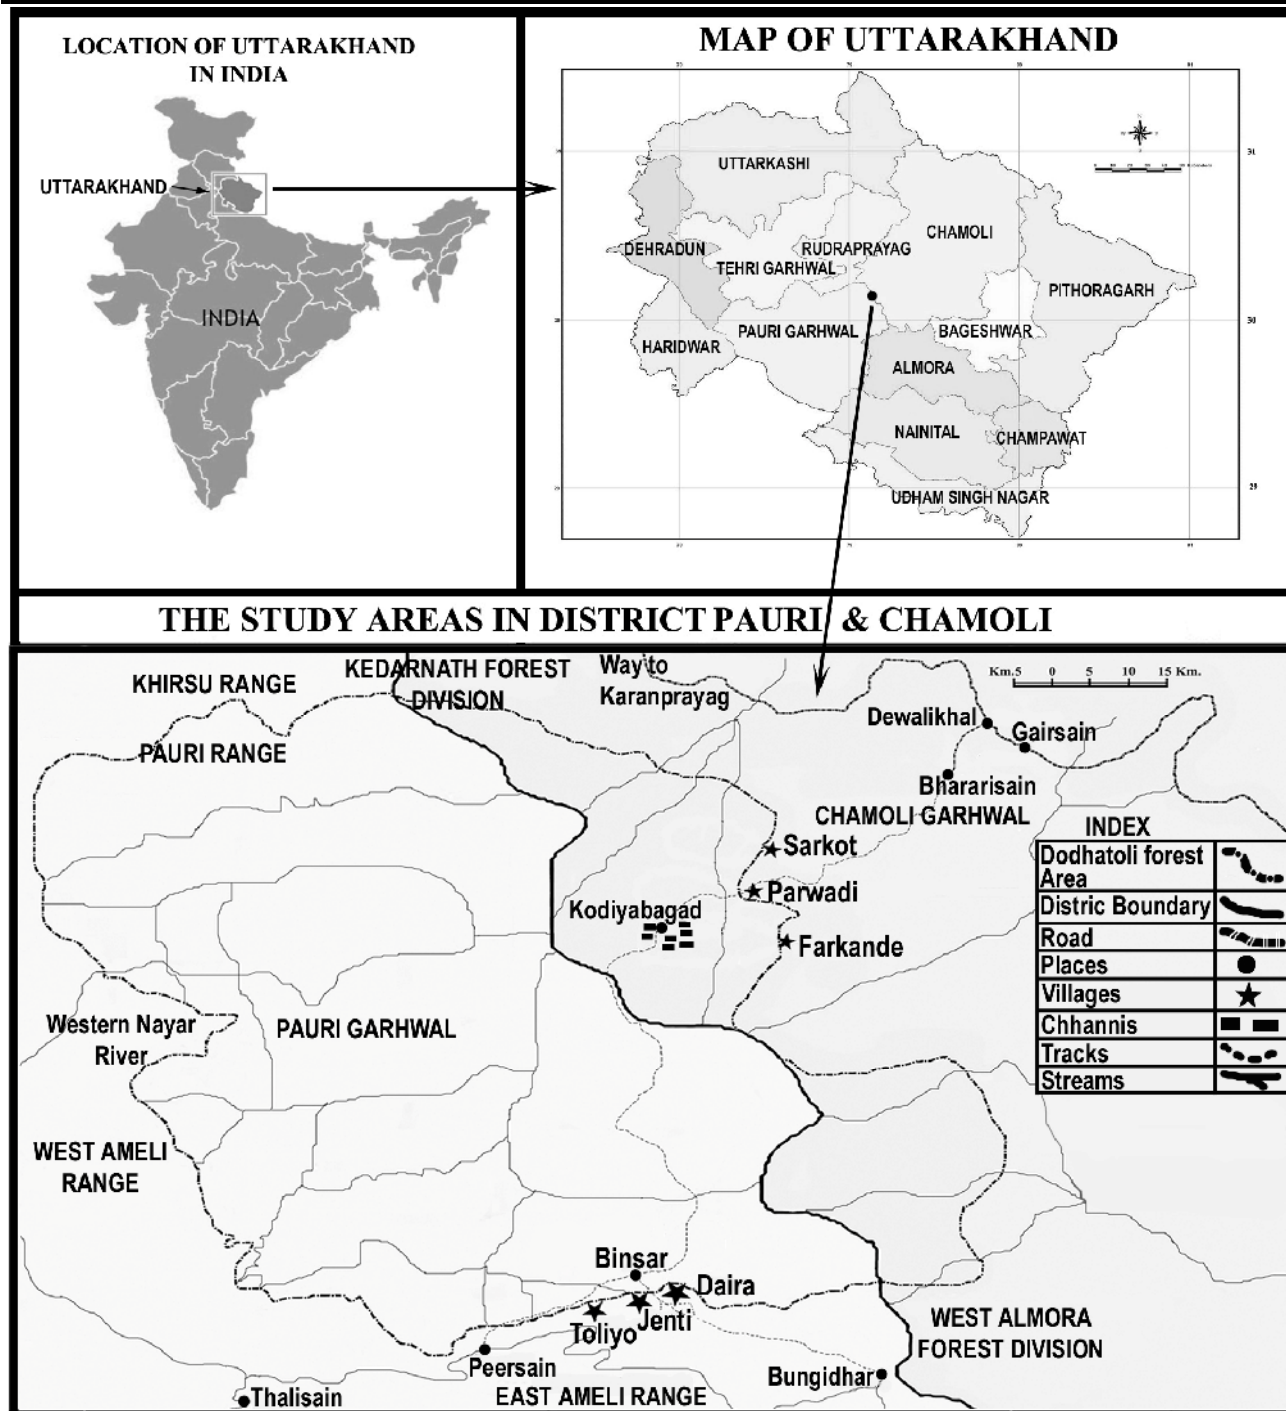 LOCATION OF UTTARAKHAND
IN INDIA
UTTARAKHAND
INDIA
MAP OF UTTARAKHAND
31
30
UTTARKASHI
DEHRADUN
RUDRAPRAYAG
CHAMOLI
TEHRI GARHWAL
PITHORAGARH
PAURI GARHWAL
BAGESHWAR
HARIDWAR
ALMORA
NAINITAL
CHAMPAWAT
UDHAM SINGH NAGAR
THE STUDY AREAS IN DISTRICT PAURI & CHAMOLI
KHIRSU RANGE
KEDARNATH FOREST
DIVISION
Way to
Karanprayag
Km.5 0 5 10 15 Km.
PAURI RANGE
Dewalikhal
Gairsain
Bhararisain
CHAMOLI GARHWAL
Sarkot
Parwadi
Kodiyabagad
Farkande
INDEX
Dodhatoli forest
Area
Distric Boundary
Road
Places
Villages
Chhannis
Tracks
Streams
Western Nayar
River
PAURI GARHWAL
WEST AMELI
RANGE
Binsar
Daira
Jenti
Toliyo
WEST ALMORA
FOREST DIVISION
Peersain
Bungidhar
Thalisain
EAST AMELI RANGE